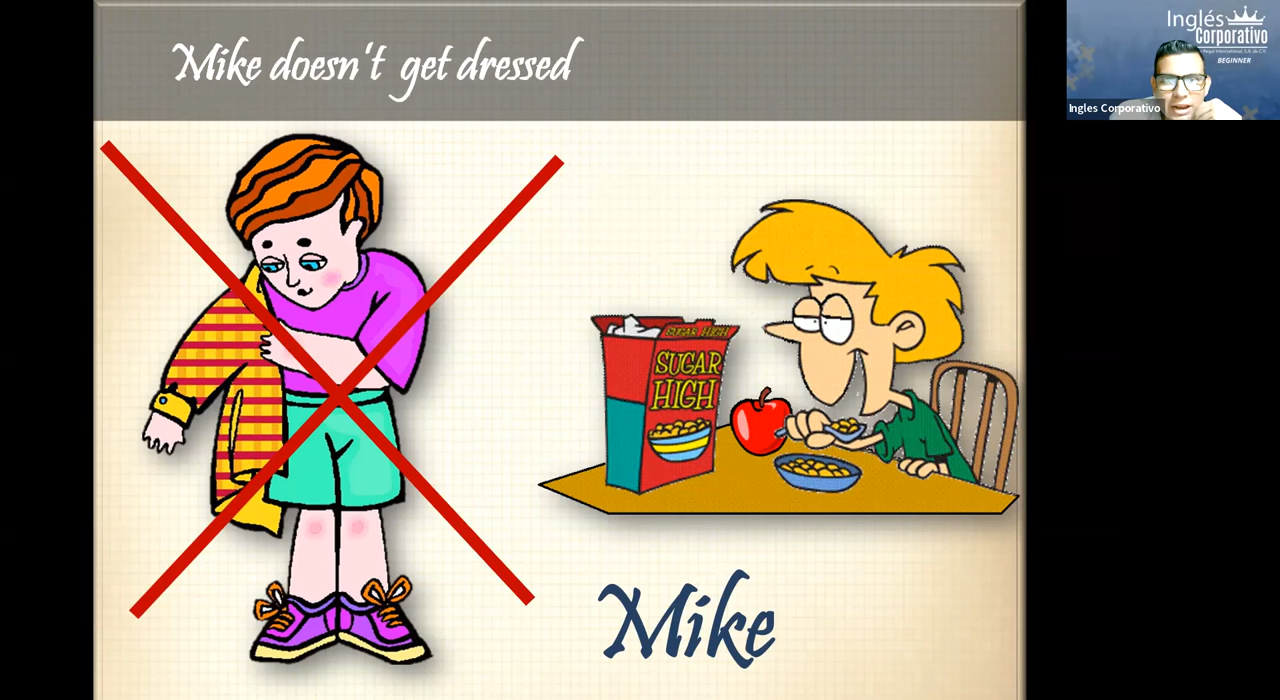 Mike doesn't get dressed
SUGAR HIGH
SUGAR
HIGH
Mike
Inglés
Corporativo
BEGINNER
Ingles Corporativo